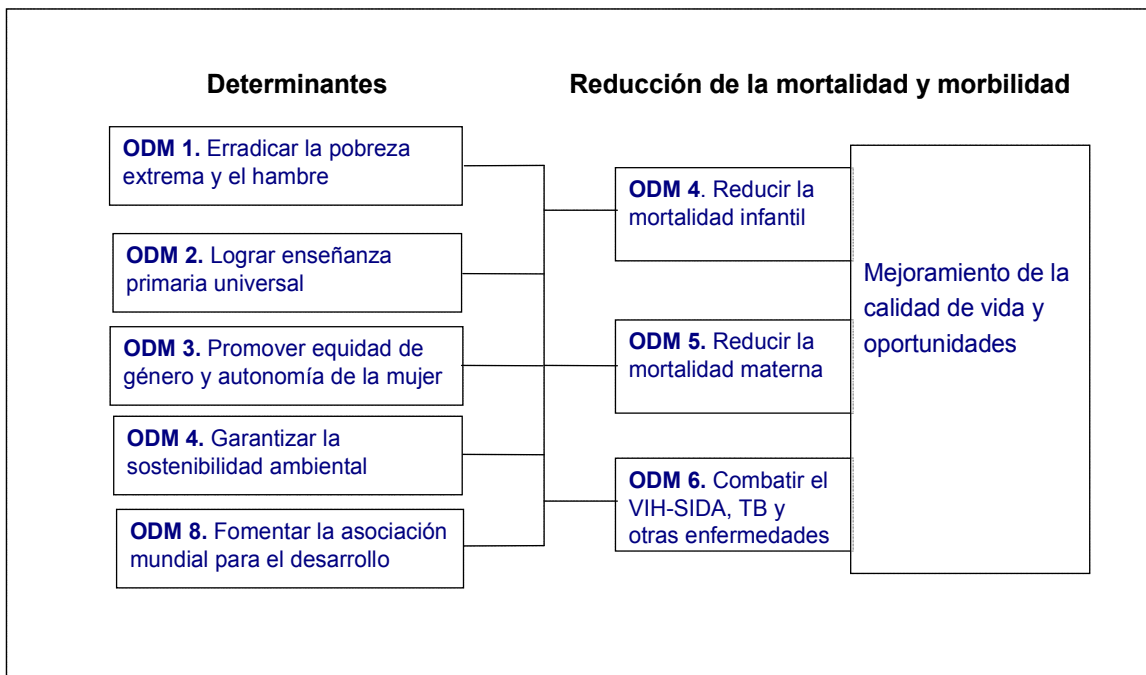 Determantes
Reducción de la mortalidad y morbilidad
ODM 1. Erradicar la pobreza
extrema y el hambre
ODM 2. Lograr enseñanza
primaria universal
ODM 3. Promover equidad de
género y autonomía de la mujer
ODM 4. Garantizar la
sostenibilidad ambiental
ODM 8. Fomentar la asociación
mundial para el desarrollo
ODM 4. Reducir la
mortalidad infantil
ODM 5. Reducir la
mortalidad materna
ODM 6. Combatir el
VIH-SIDA, TB y
otras enfermedades
Mejoramiento de la
calidad de vida y
oportunidades